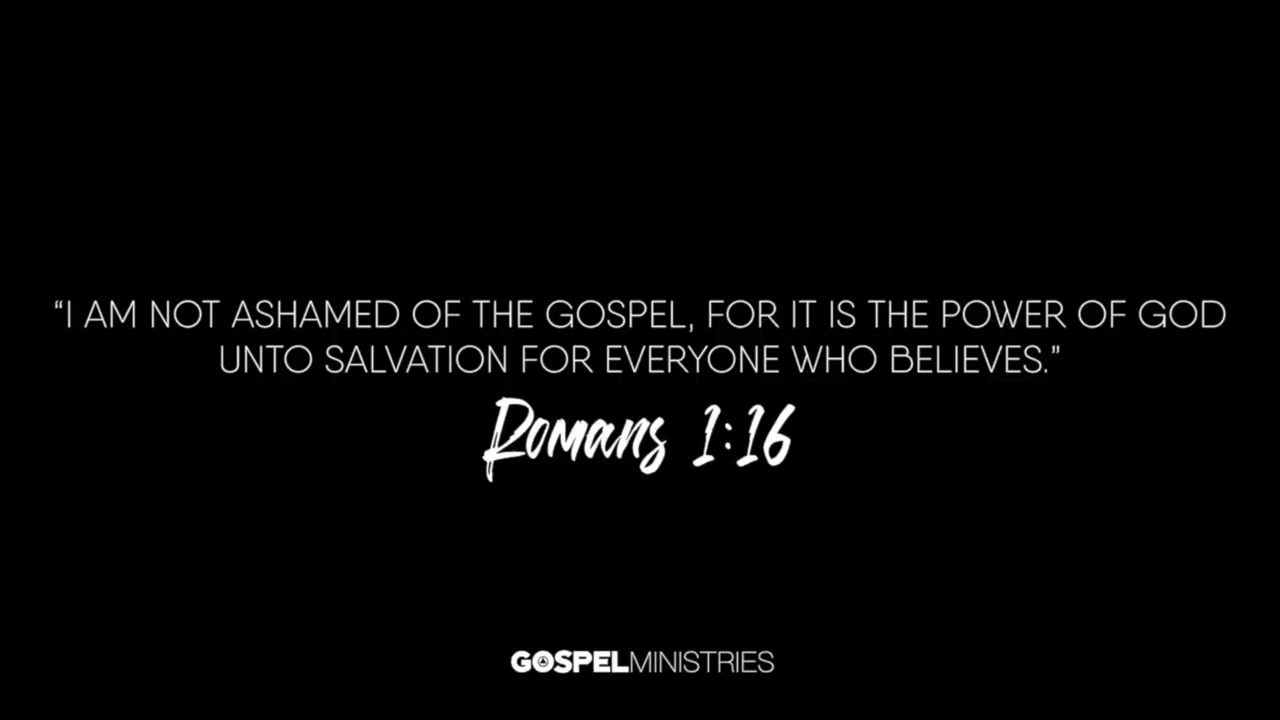 “I AM NOT ASHAMED OF THE GOSPEL, FOR IT IS THE POWER OF GOD
UNTO SALVATION FOR EVERYONE WHO BELIEVES.”
Romans 1:16
GOSPELMINISTRIES